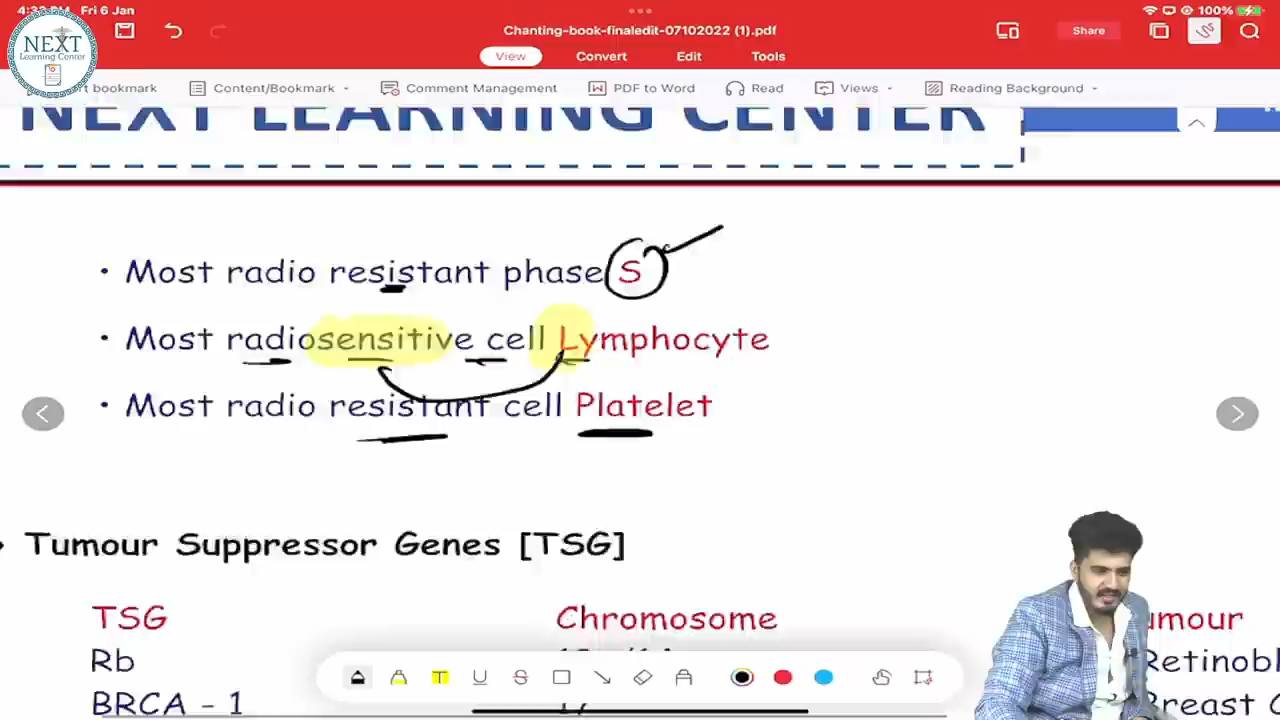 4:33 PM Fri 6 Jan
100%
NEXT
Learning Center
Chanting-book-finaledit-07102022 (1).pdf
Share
View Convert Edit Tools
bookmark Content/Bookmark Comment Management PDF to Word Read Views Reading Background
NEXT LEARNING CENTER
• Most radio resistant phase S
• Most radiosensitive cell Lymphocyte
• Most radio resistant cell Platelet
Tumour Suppressor Genes [TSG]
TSG Chromosome
Rb
BRCA - 1 17 Breast